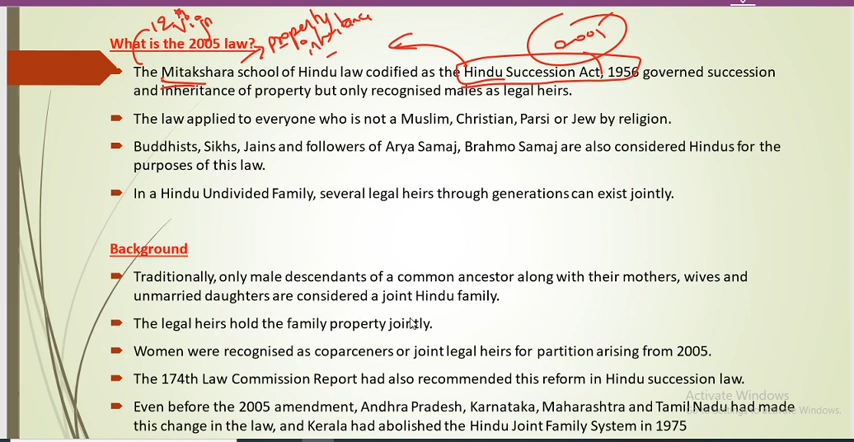 What is the 2005 law?
property
2005
The Mitakshara school of Hindu law codified as the Hindu Succession Act, 1956 governed succession
and inheritance of property but only recognised males as legal heirs.
The law applied to everyone who is not a Muslim, Christian, Parsi or Jew by religion.
Buddhists, Sikhs, Jains and followers of Arya Samaj, Brahmo Samaj are also considered Hindus for the
purposes of this law.
In a Hindu Undivided Family, several legal heirs through generations can exist jointly.
Background
Traditionally, only male descendants of a common ancestor along with their mothers, wives and
unmarried daughters are considered a joint Hindu family.
The legal heirs hold the family property jointly.
Women were recognised as coparceners or joint legal heirs for partition arising from 2005.
The 174th Law Commission Report had also recommended this reform in Hindu succession law.
Activate Windows
Even before the 2005 amendment, Andhra Pradesh, Karnataka, Maharashtra and Tamil Nadu had made
this change in the law, and Kerala had abolished the Hindu Joint Family System in 1975